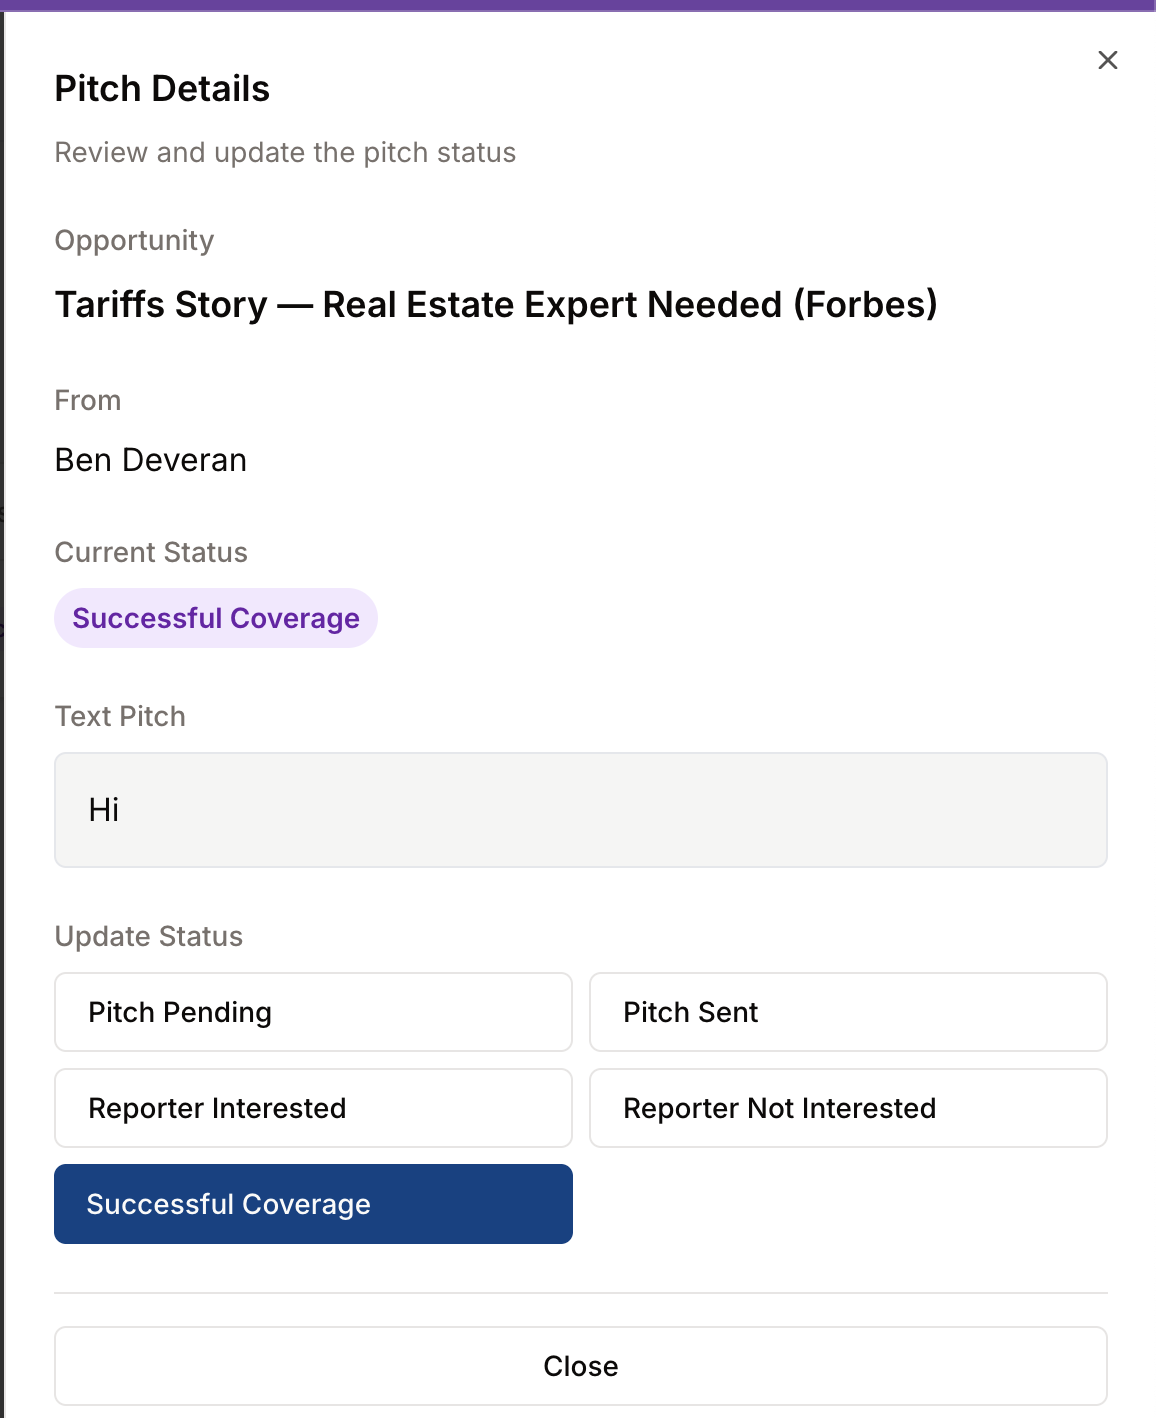 Pitch Details
Review and update the pitch status
Opportunity
Tariffs Story — Real Estate Expert Needed (Forbes)
From
Ben Deveran
Current Status
Successful Coverage
Text Pitch
Hi
Update Status
Pitch Pending
Pitch Sent
Reporter Interested
Reporter Not Interested
Successful Coverage
Close